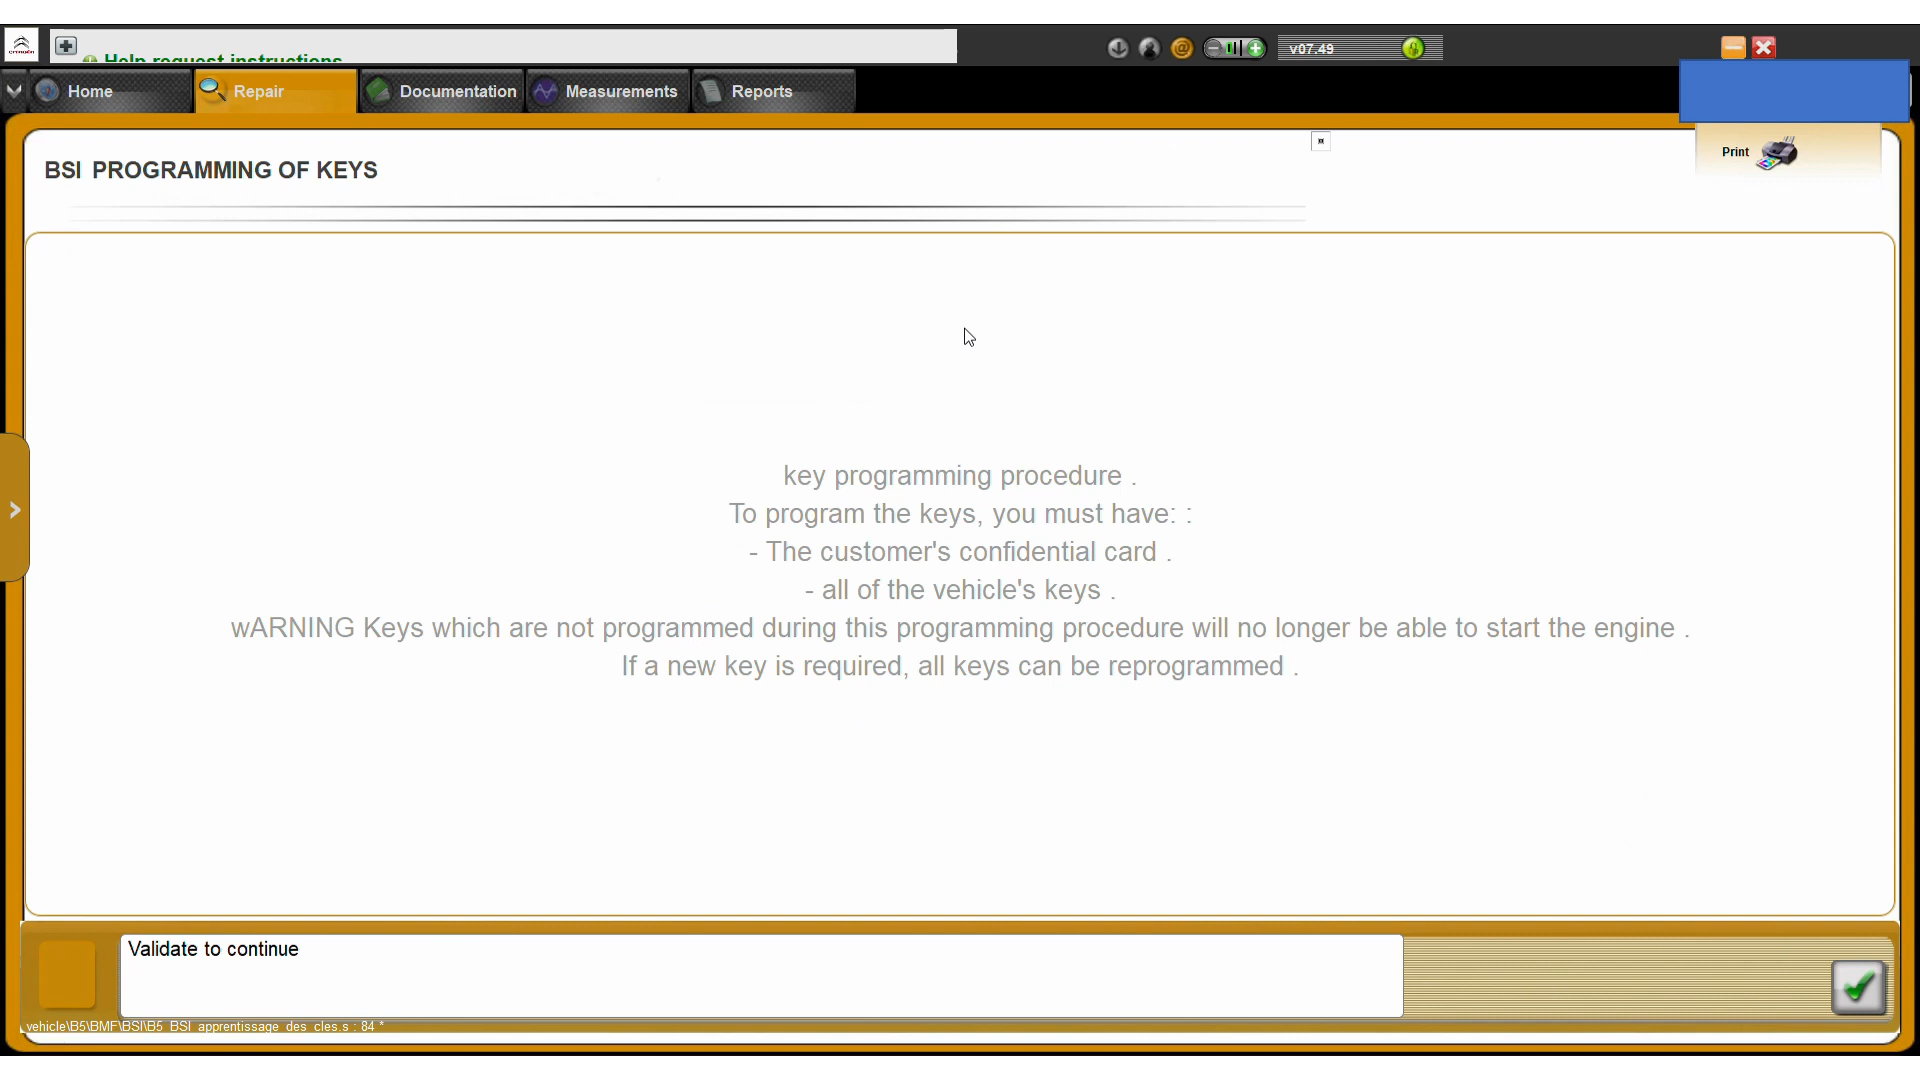 Help request instructions
v07.49
Home
Repair
Documentation
Measurements
Reports
Print
BSI PROGRAMMING OF KEYS
key programming procedure .
To program the keys, you must have: :
- The customer's confidential card .
- all of the vehicle's keys .
wARNING Keys which are not programmed during this programming procedure will no longer be able to start the engine .
If a new key is required, all keys can be reprogrammed .
Validate to continue
vehicle\B5\BMF\BSI\B5_BSI_apprentissage_des_cles.s : 84 *